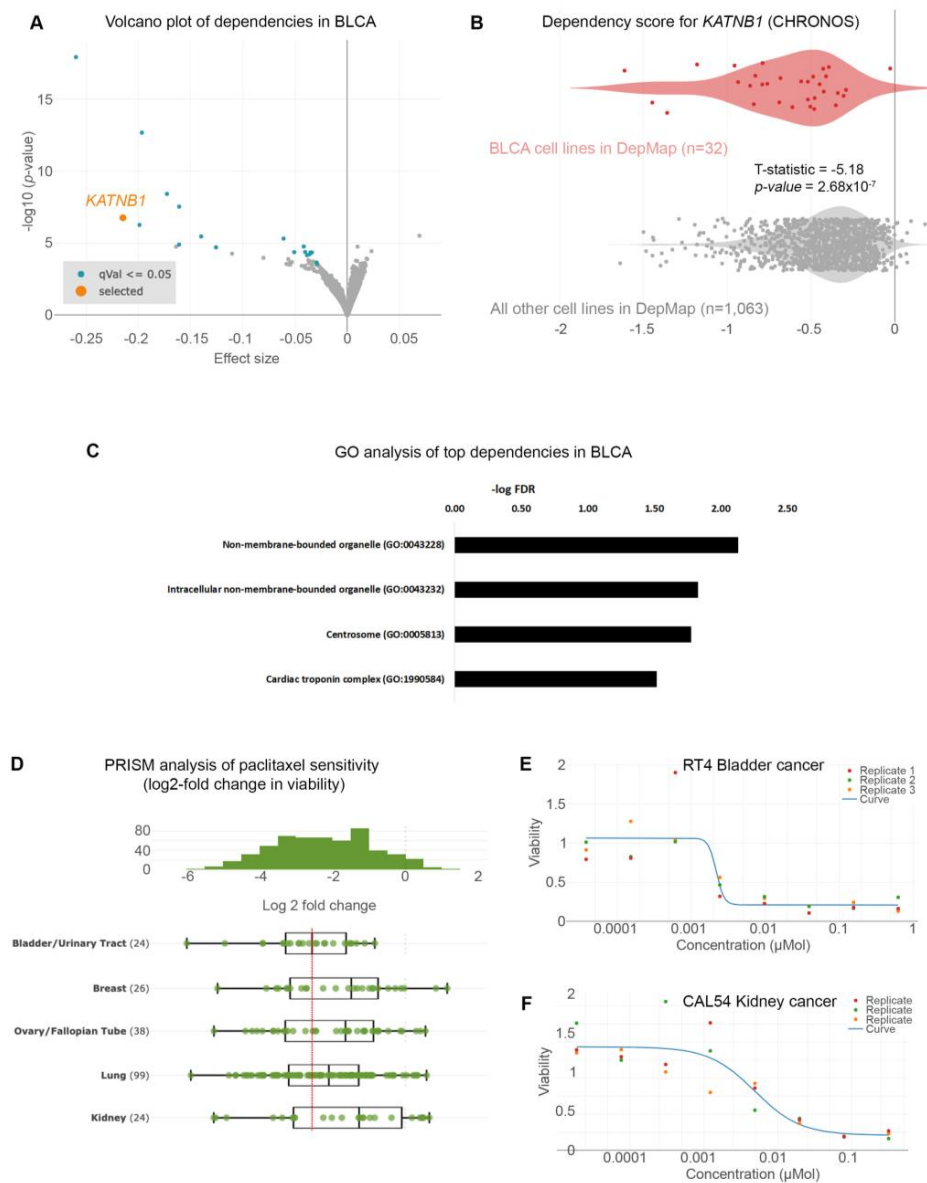 A
Volcano plot of dependencies in BLCA
15
10
5
0
-log10 (p-value)
KATNB1
qVal <= 0.05
selected
-0.25
-0.2
-0.15
-0.1
-0.05
0
0.05
Effect size
B
Dependency score for KATNB1 (CHRONOS)
BLCA cell lines in DepMap (n=32)
T-statistic = -5.18
p-value = 2.68x10⁻⁷
All other cell lines in DepMap (n=1,063)
-2
-1.5
-1
-0.5
0
C
GO analysis of top dependencies in BLCA
-log FDR
0.00 0.50 1.00 1.50 2.00 2.50
Non-membrane-bounded organelle (GO:0043228)
Intracellular non-membrane-bounded organelle (GO:0043232)
Centrosome (GO:0005813)
Cardiac troponin complex (GO:1990584)
D
PRISM analysis of paclitaxel sensitivity
(log2-fold change in viability)
80
40
0
-6
-4
-2
0
2
Log 2 fold change
Bladder/Urinary Tract (24)
Breast (26)
Ovary/Fallopian Tube (38)
Lung (99)
Kidney (24)
E
RT4 Bladder cancer
Replicate 1
Replicate 2
Replicate 3
Curve
2
1.5
1
0.5
0
Viability
0.0001
0.001
0.01
0.1
1
Concentration (µMol)
F
CAL54 Kidney cancer
Replicate
Replicate
Replicate
Curve
2
1.5
1
0.5
0
Viability
0.0001
0.001
0.01
0.1
Concentration (µMol)